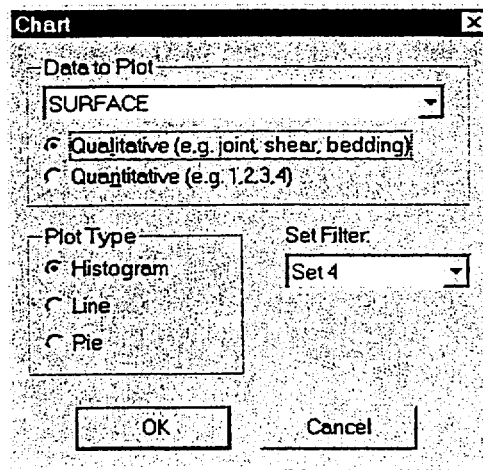 Chart
Data to Plot
SURFACE
Qualitative (e.g. joint, shear, bedding)
Quantitative (e.g. 1,2,3,4)
Plot Type
Histogram
Line
Pie
Set Filter:
Set 4
OK
Cancel